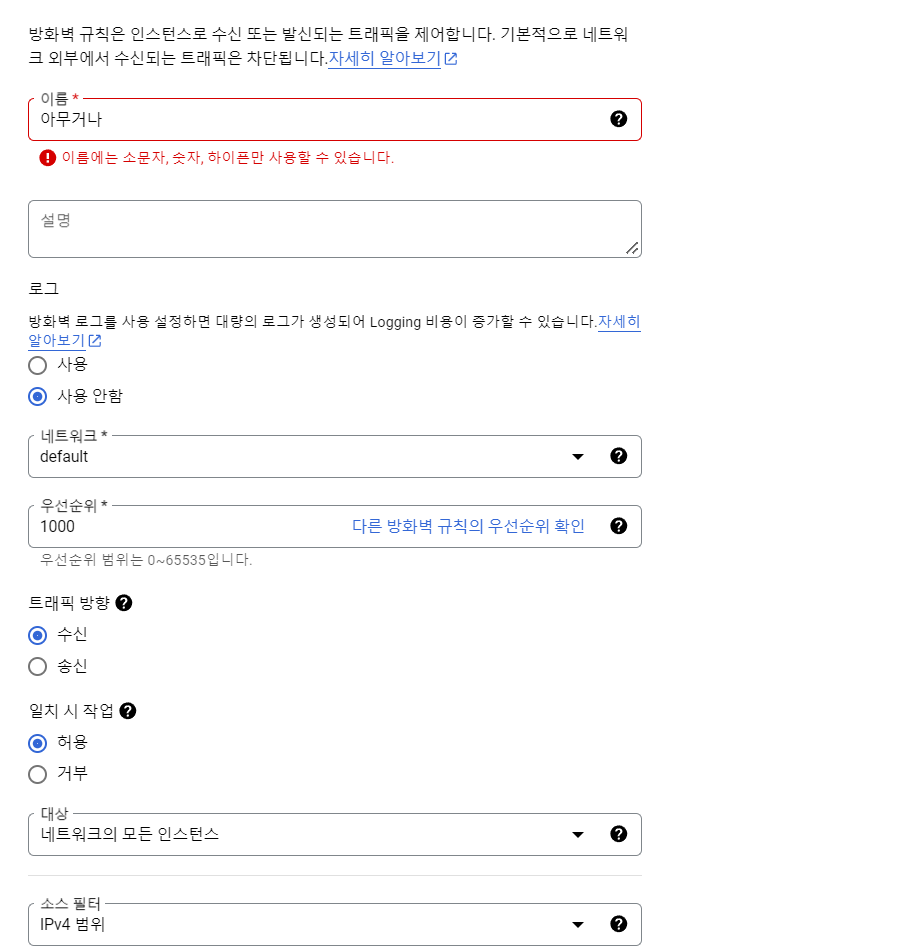 방화벽 규칙은 인스턴스로 수신 또는 발신되는 트래픽을 제어합니다. 기본적으로 네트워
크 외부에서 수신되는 트래픽은 차단됩니다.자세히 알아보기
이름 *
아무거나
이름에는 소문자, 숫자, 하이픈만 사용할 수 있습니다.
설명
로그
방화벽 로그를 사용 설정하면 대량의 로그가 생성되어 Logging 비용이 증가할 수 있습니다.자세히
알아보기
사용
사용 안함
네트워크 *
default
우선순위 *
1000 다른 방화벽 규칙의 우선순위 확인
우선순위 범위는 0~65535입니다.
트래픽 방향
수신
송신
일치 시 작업
허용
거부
대상
네트워크의 모든 인스턴스
소스 필터
IPv4 범위